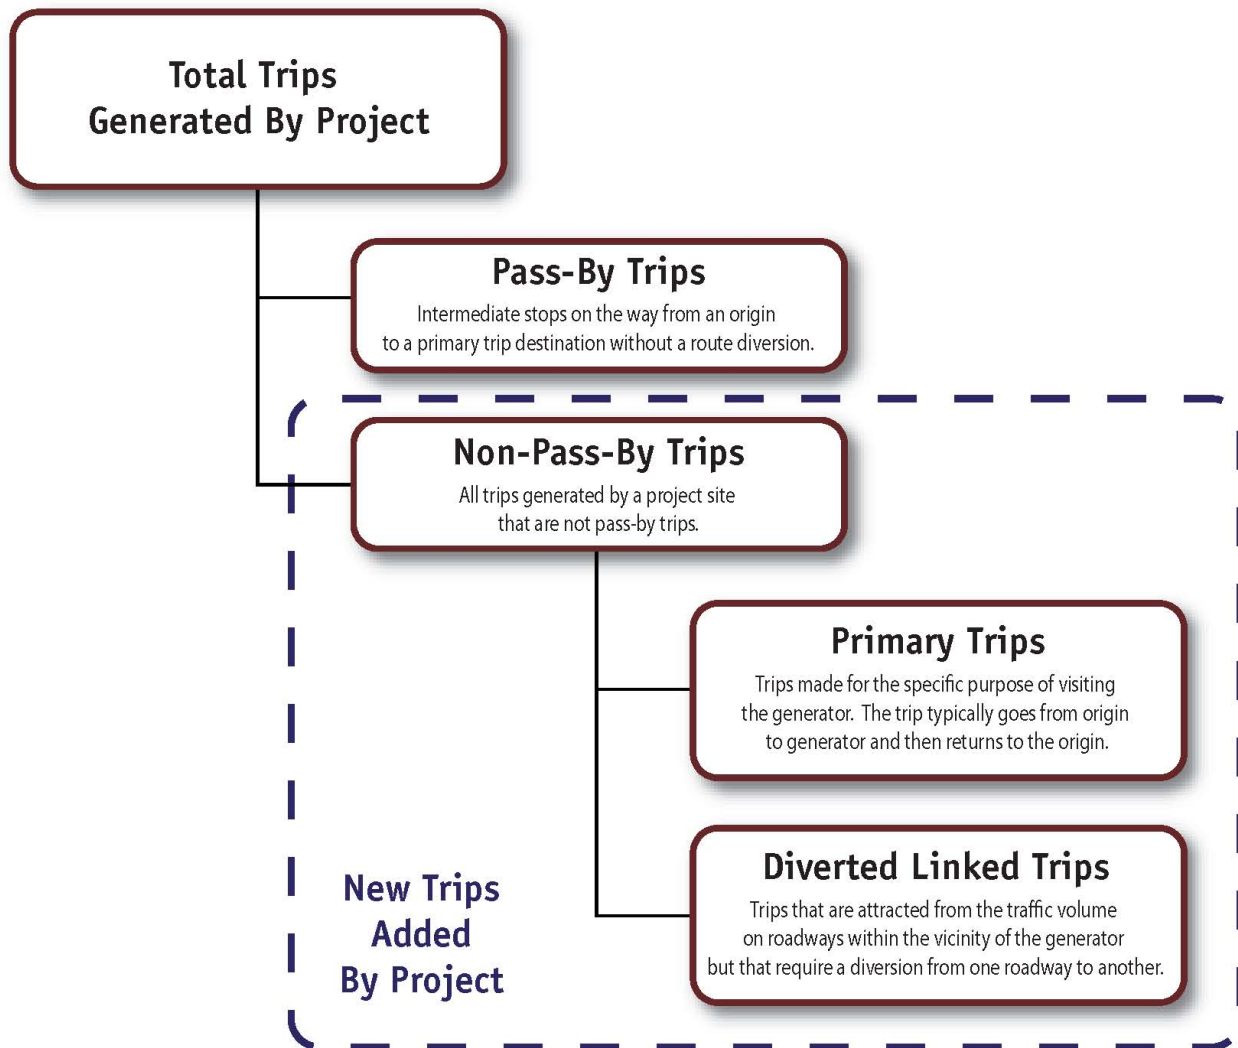 Total Trips
Generated By Project
Pass-By Trips
Intermediate stops on the way from an origin
to a primary trip destination without a route diversion.
Non-Pass-By Trips
All trips generated by a project site
that are not pass-by trips.
Primary Trips
Trips made for the specific purpose of visiting
the generator. The trip typically goes from origin
to generator and then returns to the origin.
Diverted Linked Trips
Trips that are attracted from the traffic volume
on roadways within the vicinity of the generator
but that require a diversion from one roadway to another.
New Trips
Added
By Project